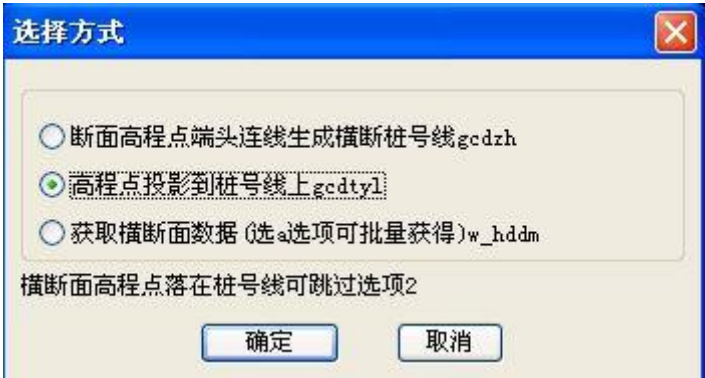 选择方式
断面高程点端头连线生成横断桩号线gcdzh
高程点投影到桩号线上gcdty1
获取横断面数据(选a选项可批量获得)w_hddm
横断面高程点落在桩号线可跳过选项2
确定
取消